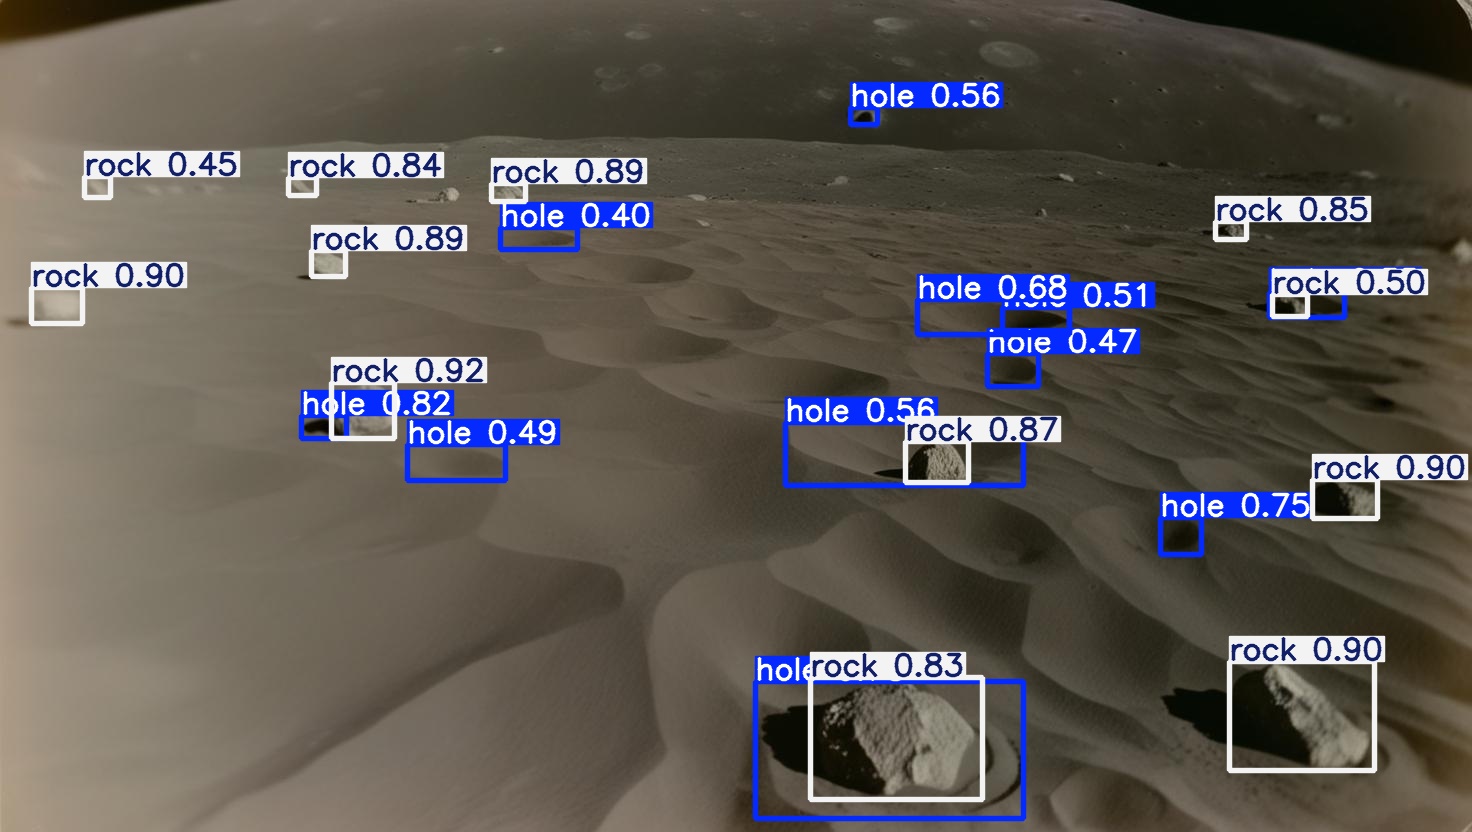 hole 0.56
rock 0.45
rock 0.84
rock 0.89
hole 0.40
rock 0.85
rock 0.89
rock 0.90
rock 0.50
hole 0.68
0.51
hole 0.47
rock 0.92
hole 0.82
hole 0.49
hole 0.56
rock 0.87
rock 0.90
hole 0.75
rock 0.90
hole
rock 0.83